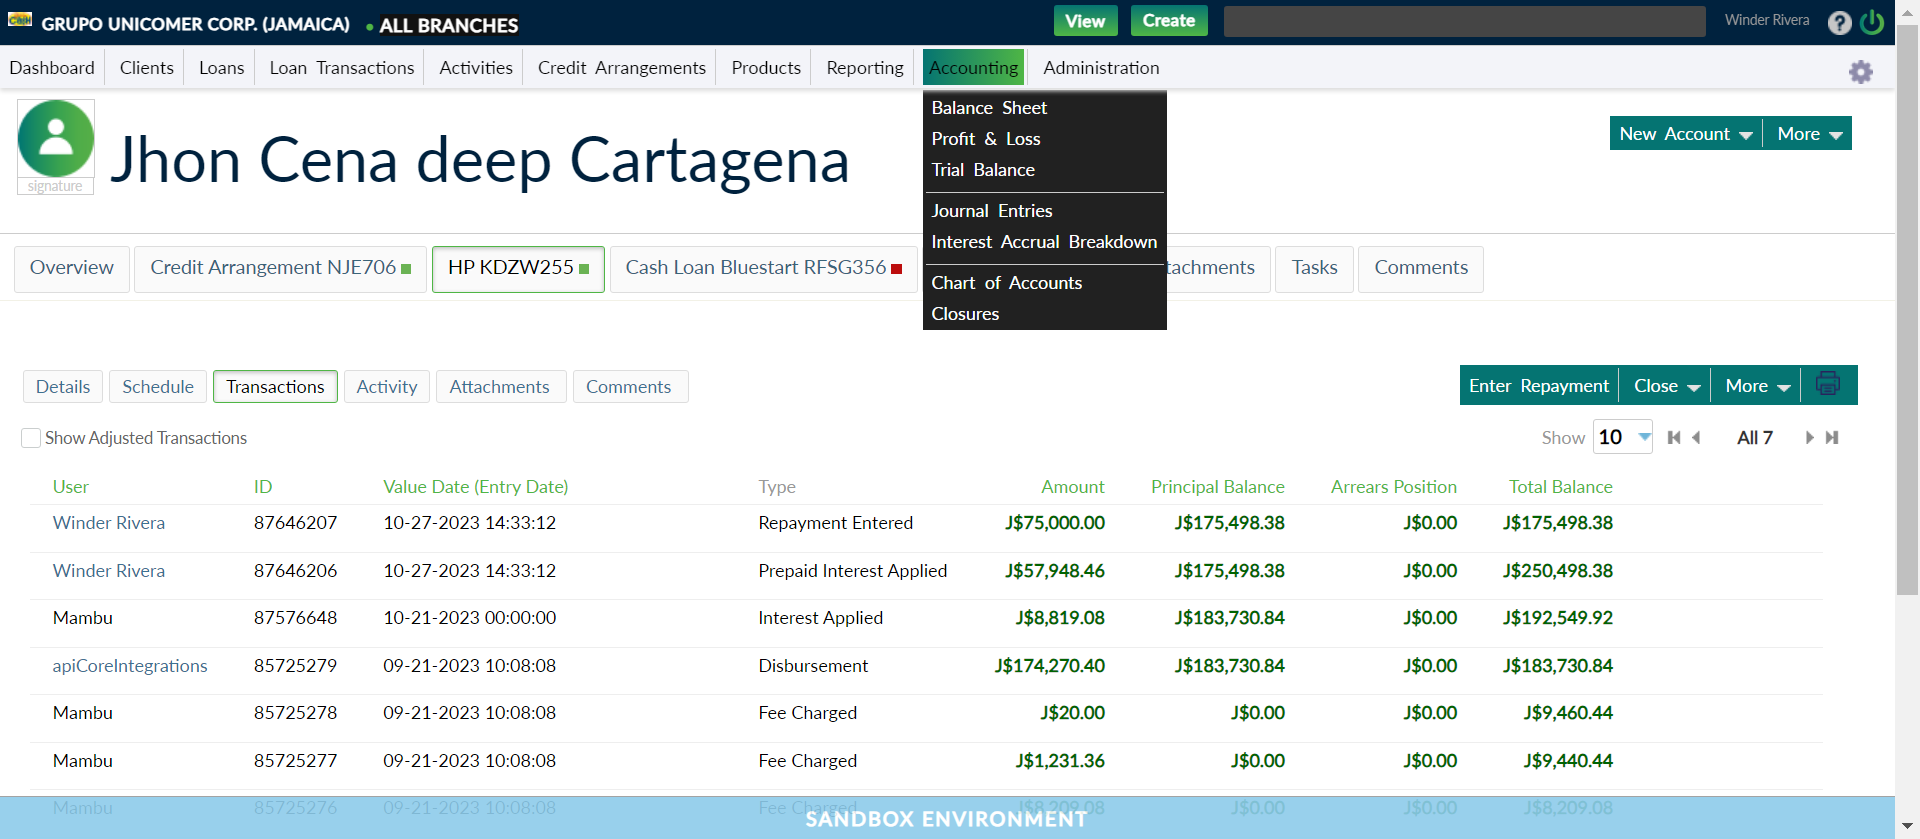 Cash GRUPO UNICOMER CORP. (JAMAICA) ALL BRANCHES View Create Winder Rivera ?
Dashboard Clients Loans Loan Transactions Activities Credit Arrangements Products Reporting Accounting Administration
Balance Sheet
Profit & Loss
Trial Balance
Journal Entries
Interest Accrual Breakdown
Chart of Accounts
Closures
Jhon Cena deep Cartagena
signature
New Account More
Overview Credit Arrangement NJE706 HP KDZW255 Cash Loan Bluestart RFSG356 tachments Tasks Comments
Details Schedule Transactions Activity Attachments Comments
Enter Repayment Close More
Show Adjusted Transactions
Show 10 All 7
User ID Value Date (Entry Date) Type Amount Principal Balance Arrears Position Total Balance
Winder Rivera 87646207 10-27-2023 14:33:12 Repayment Entered J$75,000.00 J$175,498.38 J$0.00 J$175,498.38
Winder Rivera 87646206 10-27-2023 14:33:12 Prepaid Interest Applied J$57,948.46 J$175,498.38 J$0.00 J$250,498.38
Mambu 87576648 10-21-2023 00:00:00 Interest Applied J$8,819.08 J$183,730.84 J$0.00 J$192,549.92
apiCoreIntegrations 85725279 09-21-2023 10:08:08 Disbursement J$174,270.40 J$183,730.84 J$0.00 J$183,730.84
Mambu 85725278 09-21-2023 10:08:08 Fee Charged J$20.00 J$0.00 J$0.00 J$9,460.44
Mambu 85725277 09-21-2023 10:08:08 Fee Charged J$1,231.36 J$0.00 J$0.00 J$9,440.44
Mambu 85725276 09-21-2023 10:08:08 Fee Charged J$8,209.08 J$0.00 J$0.00 J$8,209.08
SANDBOX ENVIRONMENT